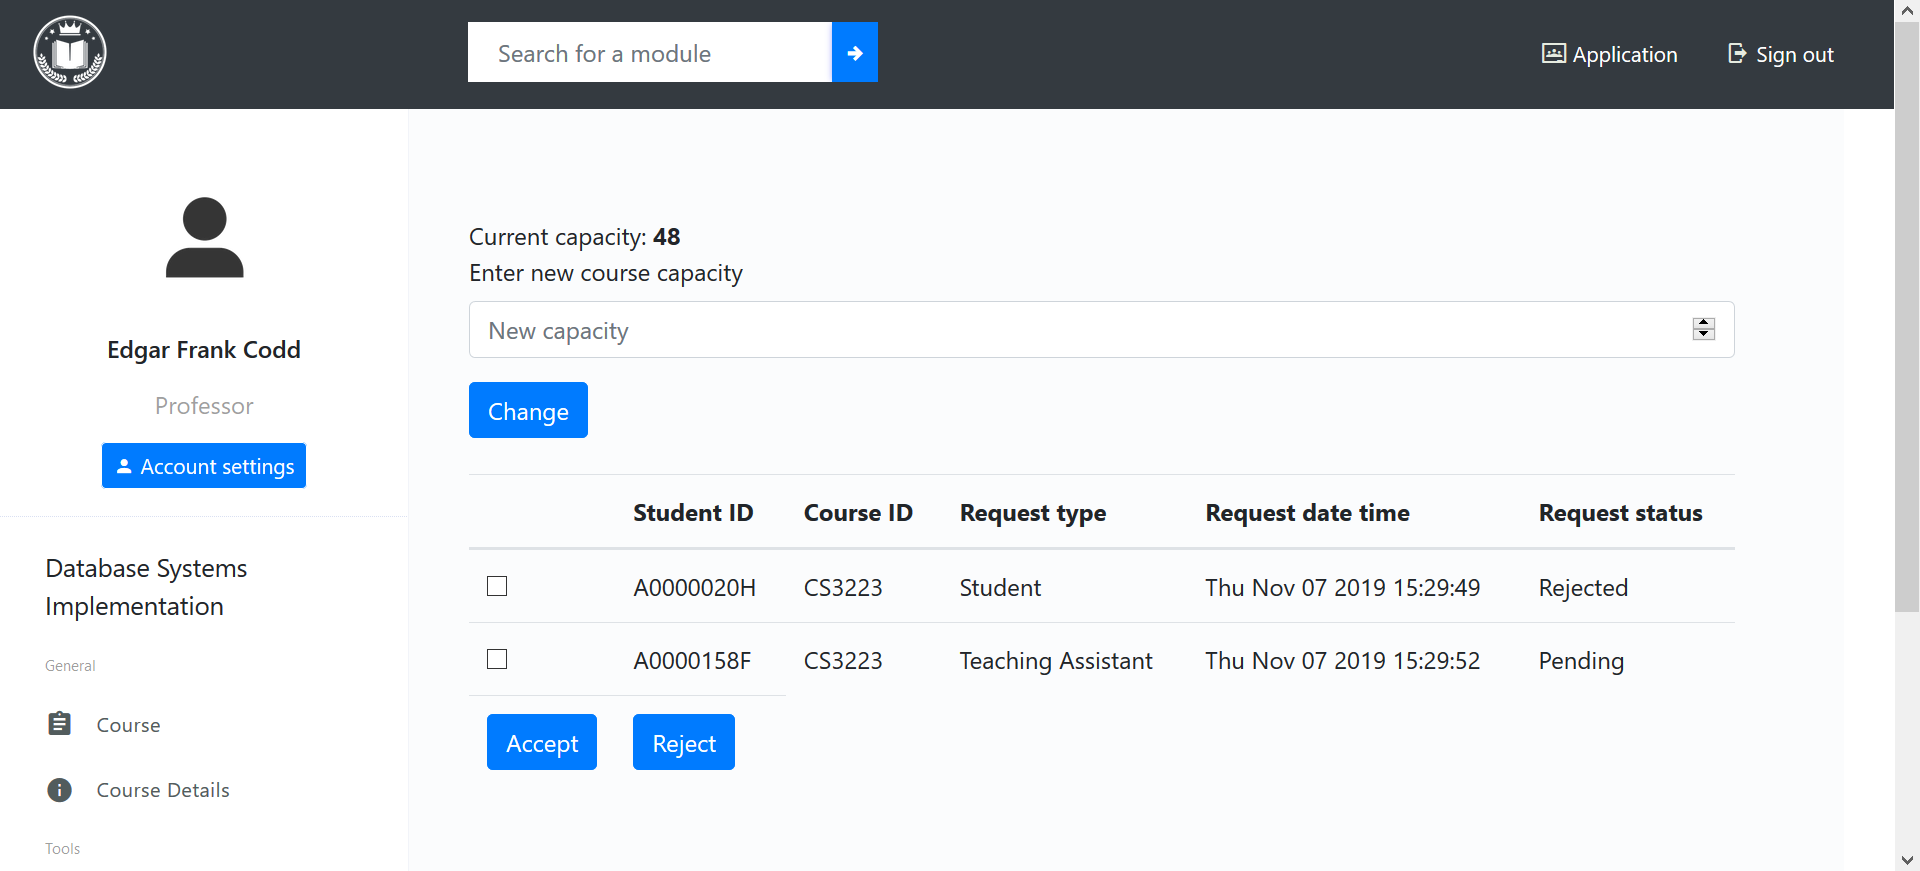 Search for a module
Application
Sign out
Edgar Frank Codd
Professor
Account settings
Database Systems
Implementation
General
Course
Course Details
Tools
Current capacity: 48
Enter new course capacity
New capacity
Change
Student ID Course ID Request type Request date time Request status
A0000020H CS3223 Student Thu Nov 07 2019 15:29:49 Rejected
A0000158F CS3223 Teaching Assistant Thu Nov 07 2019 15:29:52 Pending
Accept
Reject